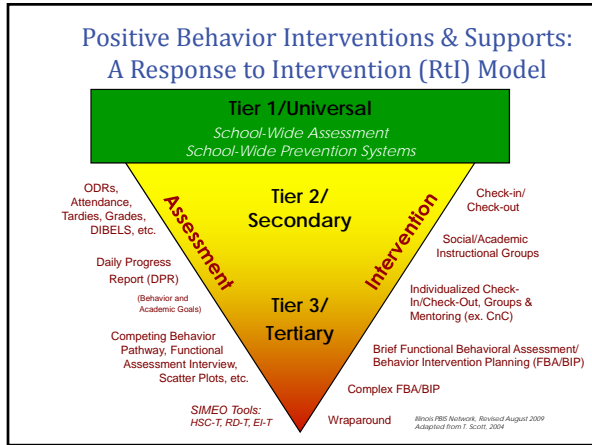 Positive Behavior Interventions & Supports:
A Response to Intervention (RtI) Model
Tier 1/Universal
School-Wide Assessment
School-Wide Prevention Systems
Assessment
Intervention
Tier 2/
Secondary
Tier 3/
Tertiary
ODRs,
Attendance,
Tardies, Grades,
DIBELS, etc.
Daily Progress
Report (DPR)
(Behavior and
Academic Goals)
Competing Behavior
Pathway, Functional
Assessment Interview,
Scatter Plots, etc.
SIMEO Tools:
HSC-T, RD-T, EI-T
Check-in/
Check-out
Social/Academic
Instructional Groups
Individualized Check-
In/Check-Out, Groups &
Mentoring (ex. CnC)
Brief Functional Behavioral Assessment/
Behavior Intervention Planning (FBA/BIP)
Complex FBA/BIP
Wraparound
Illinois PBIS Network, Revised August 2009
Adapted from T. Scott, 2004